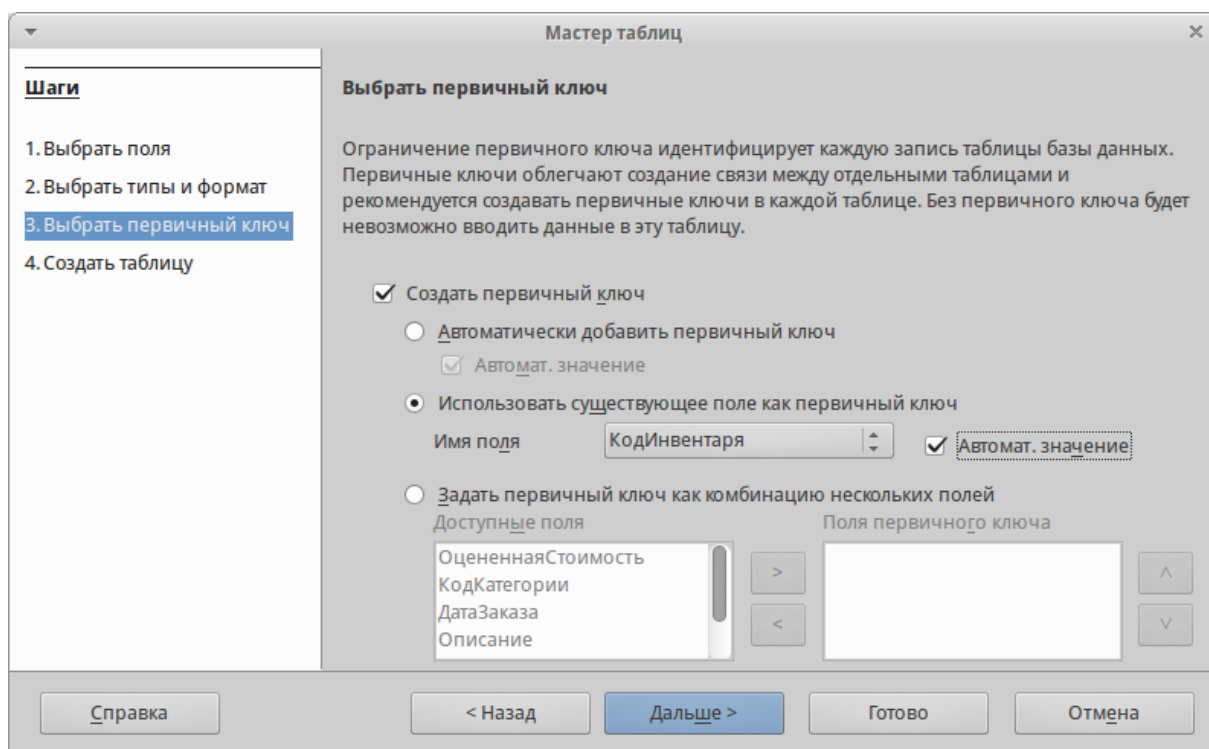 Мастер таблиц
Шаги
1. Выбрать поля
2. Выбрать типы и формат
3. Выбрать первичный ключ
4. Создать таблицу
Выбрать первичный ключ
Ограничение первичного ключа идентифицирует каждую запись таблицы базы данных.
Первичные ключи облегчают создание связи между отдельными таблицами и
рекомендуется создавать первичные ключи в каждой таблице. Без первичного ключа будет
невозможно вводить данные в эту таблицу.
Создать первичный ключ
Автоматически добавить первичный ключ
Автомат. значение
Использовать существующее поле как первичный ключ
Имя поля КодИнвентаря Автомат. значение
Задать первичный ключ как комбинацию нескольких полей
Доступные поля Поля первичного ключа
ОцененнаяСтоимость
КодКатегории
ДатаЗаказа
Описание
>
<
˄
˅
Справка < Назад Дальше > Готово Отмена